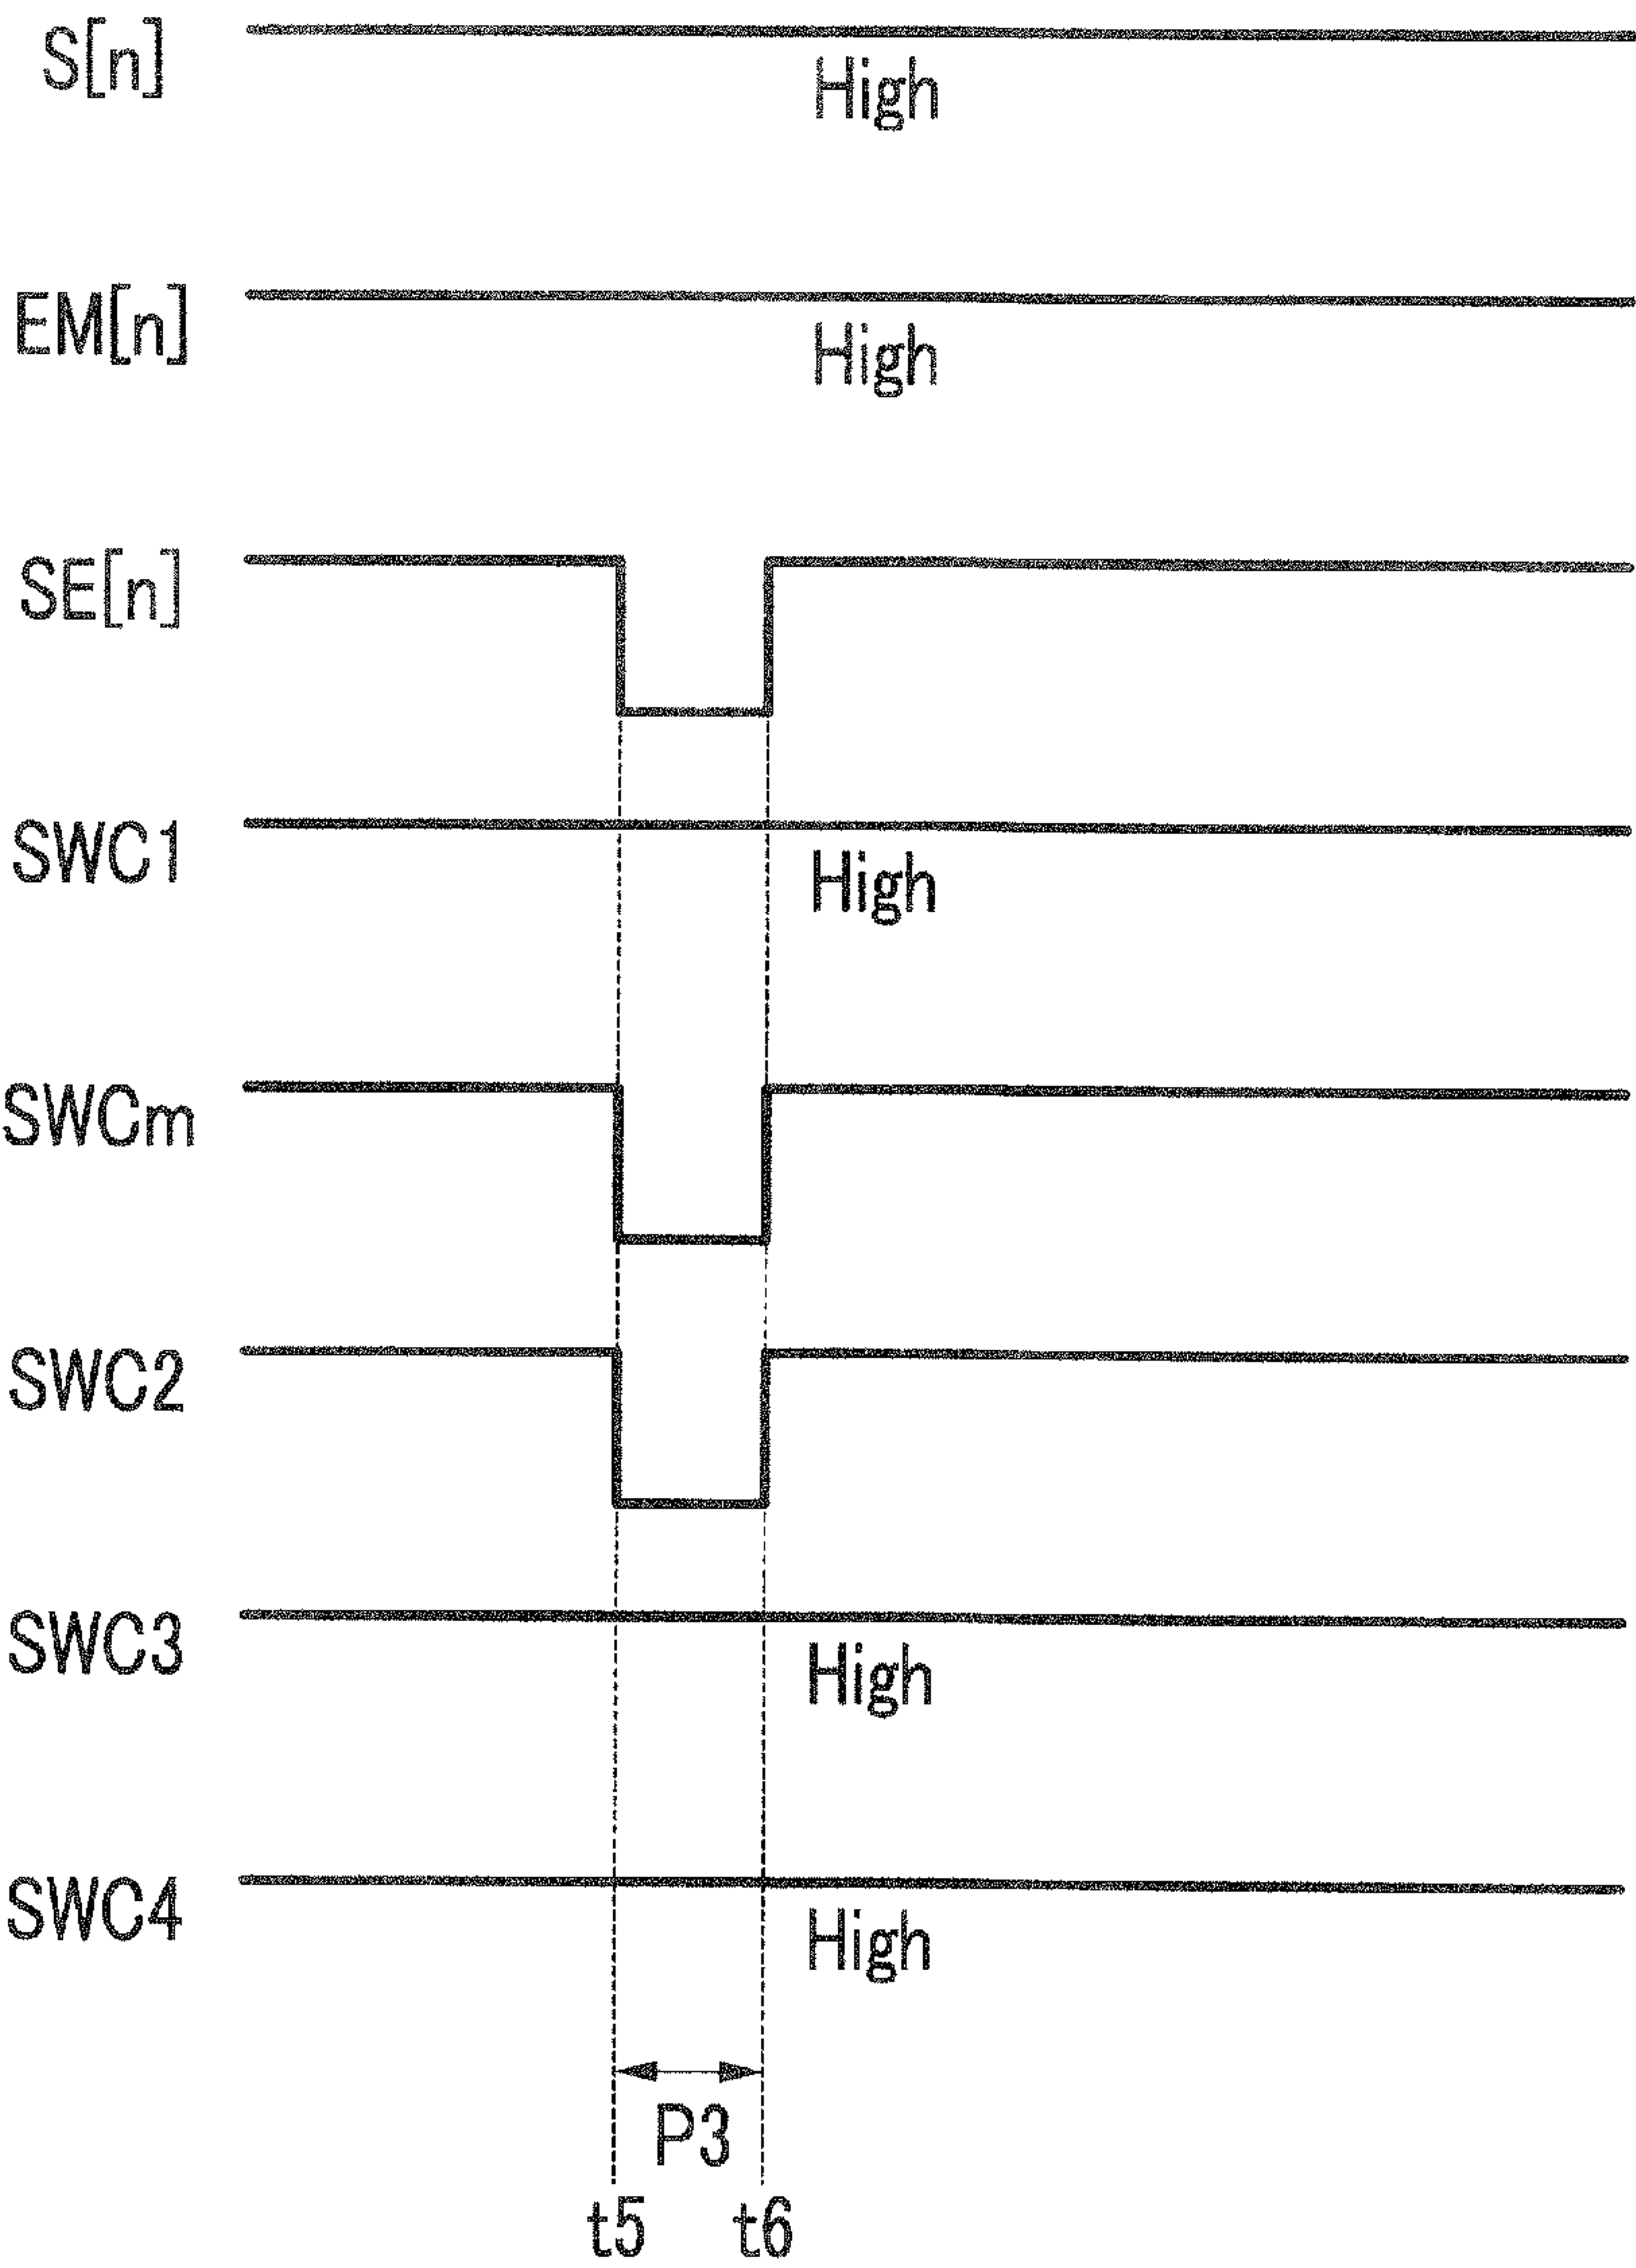 S[n]
High
EM[n]
High
SE[n]
SWC1
High
SWCm
SWC2
SWC3
High
SWC4
High
P3
t5 t6